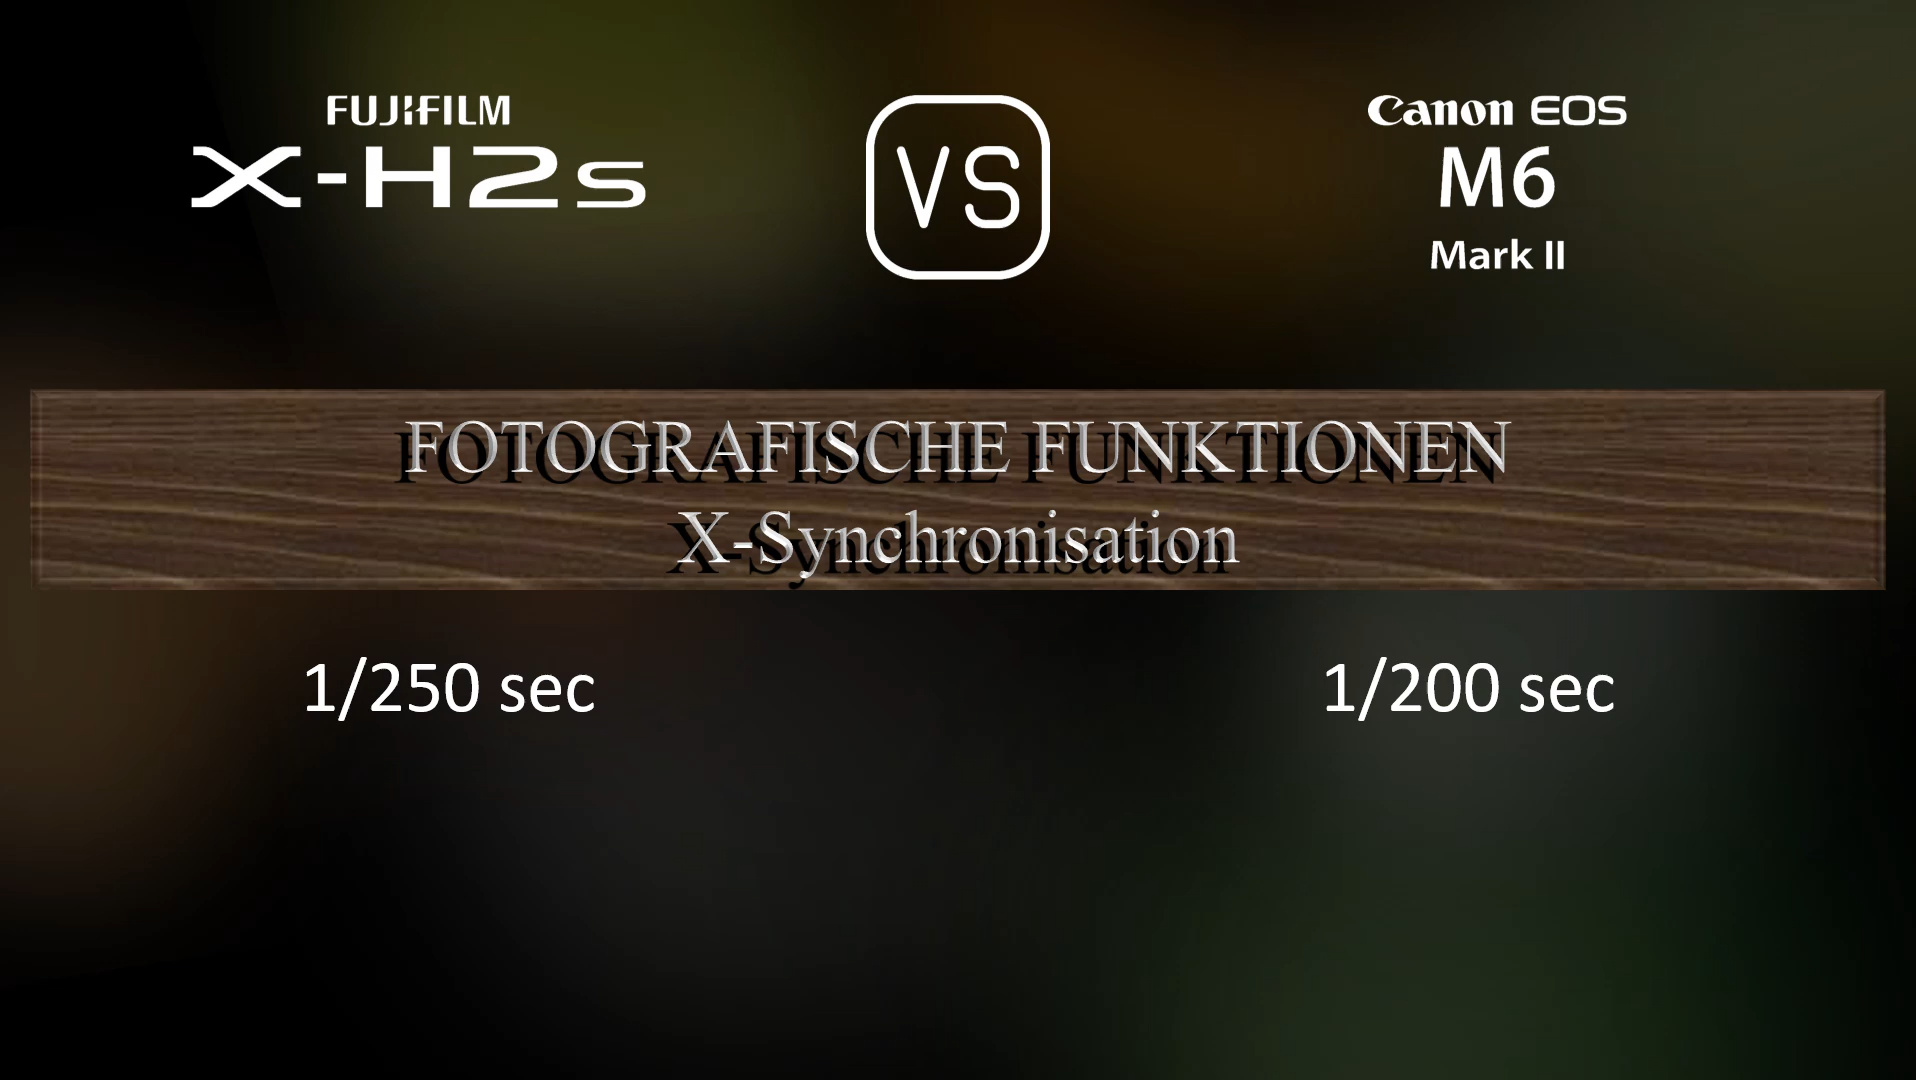 FUJIFILM
X-H2s
VS
Canon EOS
M6
Mark II
FOTOGRAFISCHE FUNKTIONEN
X-Synchronisation
1/250 sec
1/200 sec